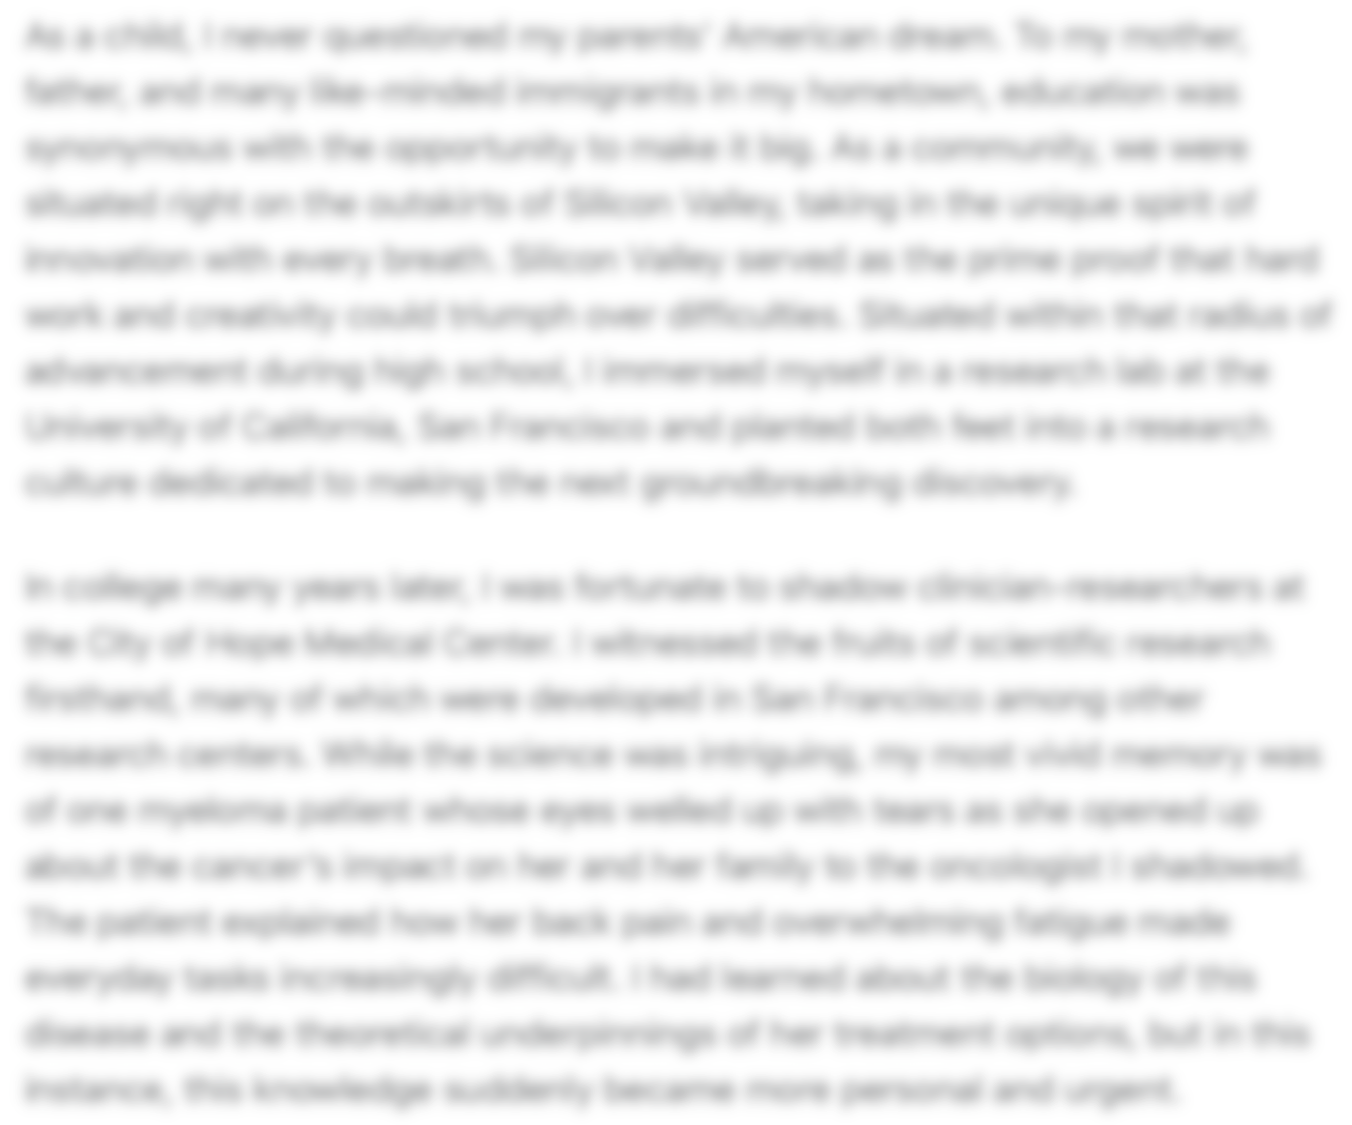 As a child, I never questioned my parents' American dream. To my mother,
father, and many like-minded immigrants in my hometown, education was
synonymous with the opportunity to make it big. As a community, we were
situated right on the outskirts of Silicon Valley, taking in the unique spirit of
innovation with every breath. Silicon Valley served as the prime proof that hard
work and creativity could triumph over difficulties. Situated within that radius of
advancement during high school, I immersed myself in a research lab at the
University of California, San Francisco and planted both feet into a research
culture dedicated to making the next groundbreaking discovery.
In college many years later, I was fortunate to shadow clinician-researchers at
the City of Hope Medical Center. I witnessed the fruits of scientific research
firsthand, many of which were developed in San Francisco among other
research centers. While the science was intriguing, my most vivid memory was
of one myeloma patient whose eyes welled up with tears as she opened up
about the cancer's impact on her and her family to the oncologist I shadowed.
The patient explained how her back pain and overwhelming fatigue made
everyday tasks increasingly difficult. I had learned about the biology of this
disease and the theoretical underpinnings of her treatment options, but in this
instance, this knowledge suddenly became more personal and urgent.